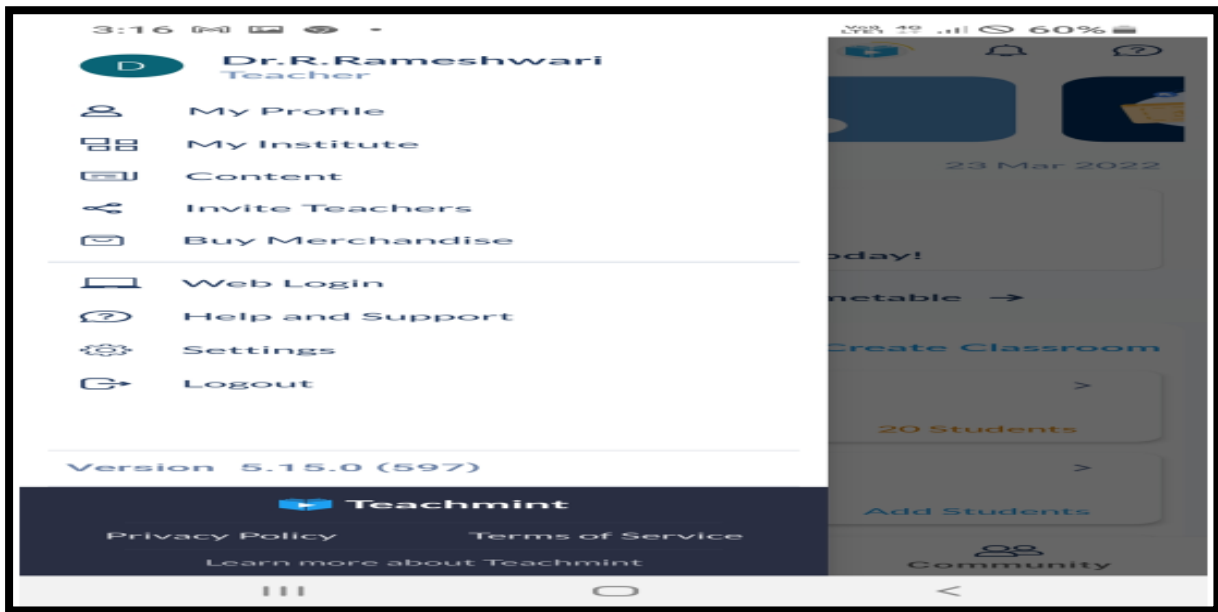 3:16
VoLTE1 4G 60%
D
Dr.R.Rameshwari
Teacher
My Profile
My Institute
Content
Invite Teachers
Buy Merchandise
Web Login
Help and Support
Settings
Logout
Version 5.15.0 (597)
Teachmint
Privacy Policy Terms of Service
Learn more about Teachmint
23 Mar 2022
oday!
netable →
Create Classroom
>
20 Students
>
Add Students
Community